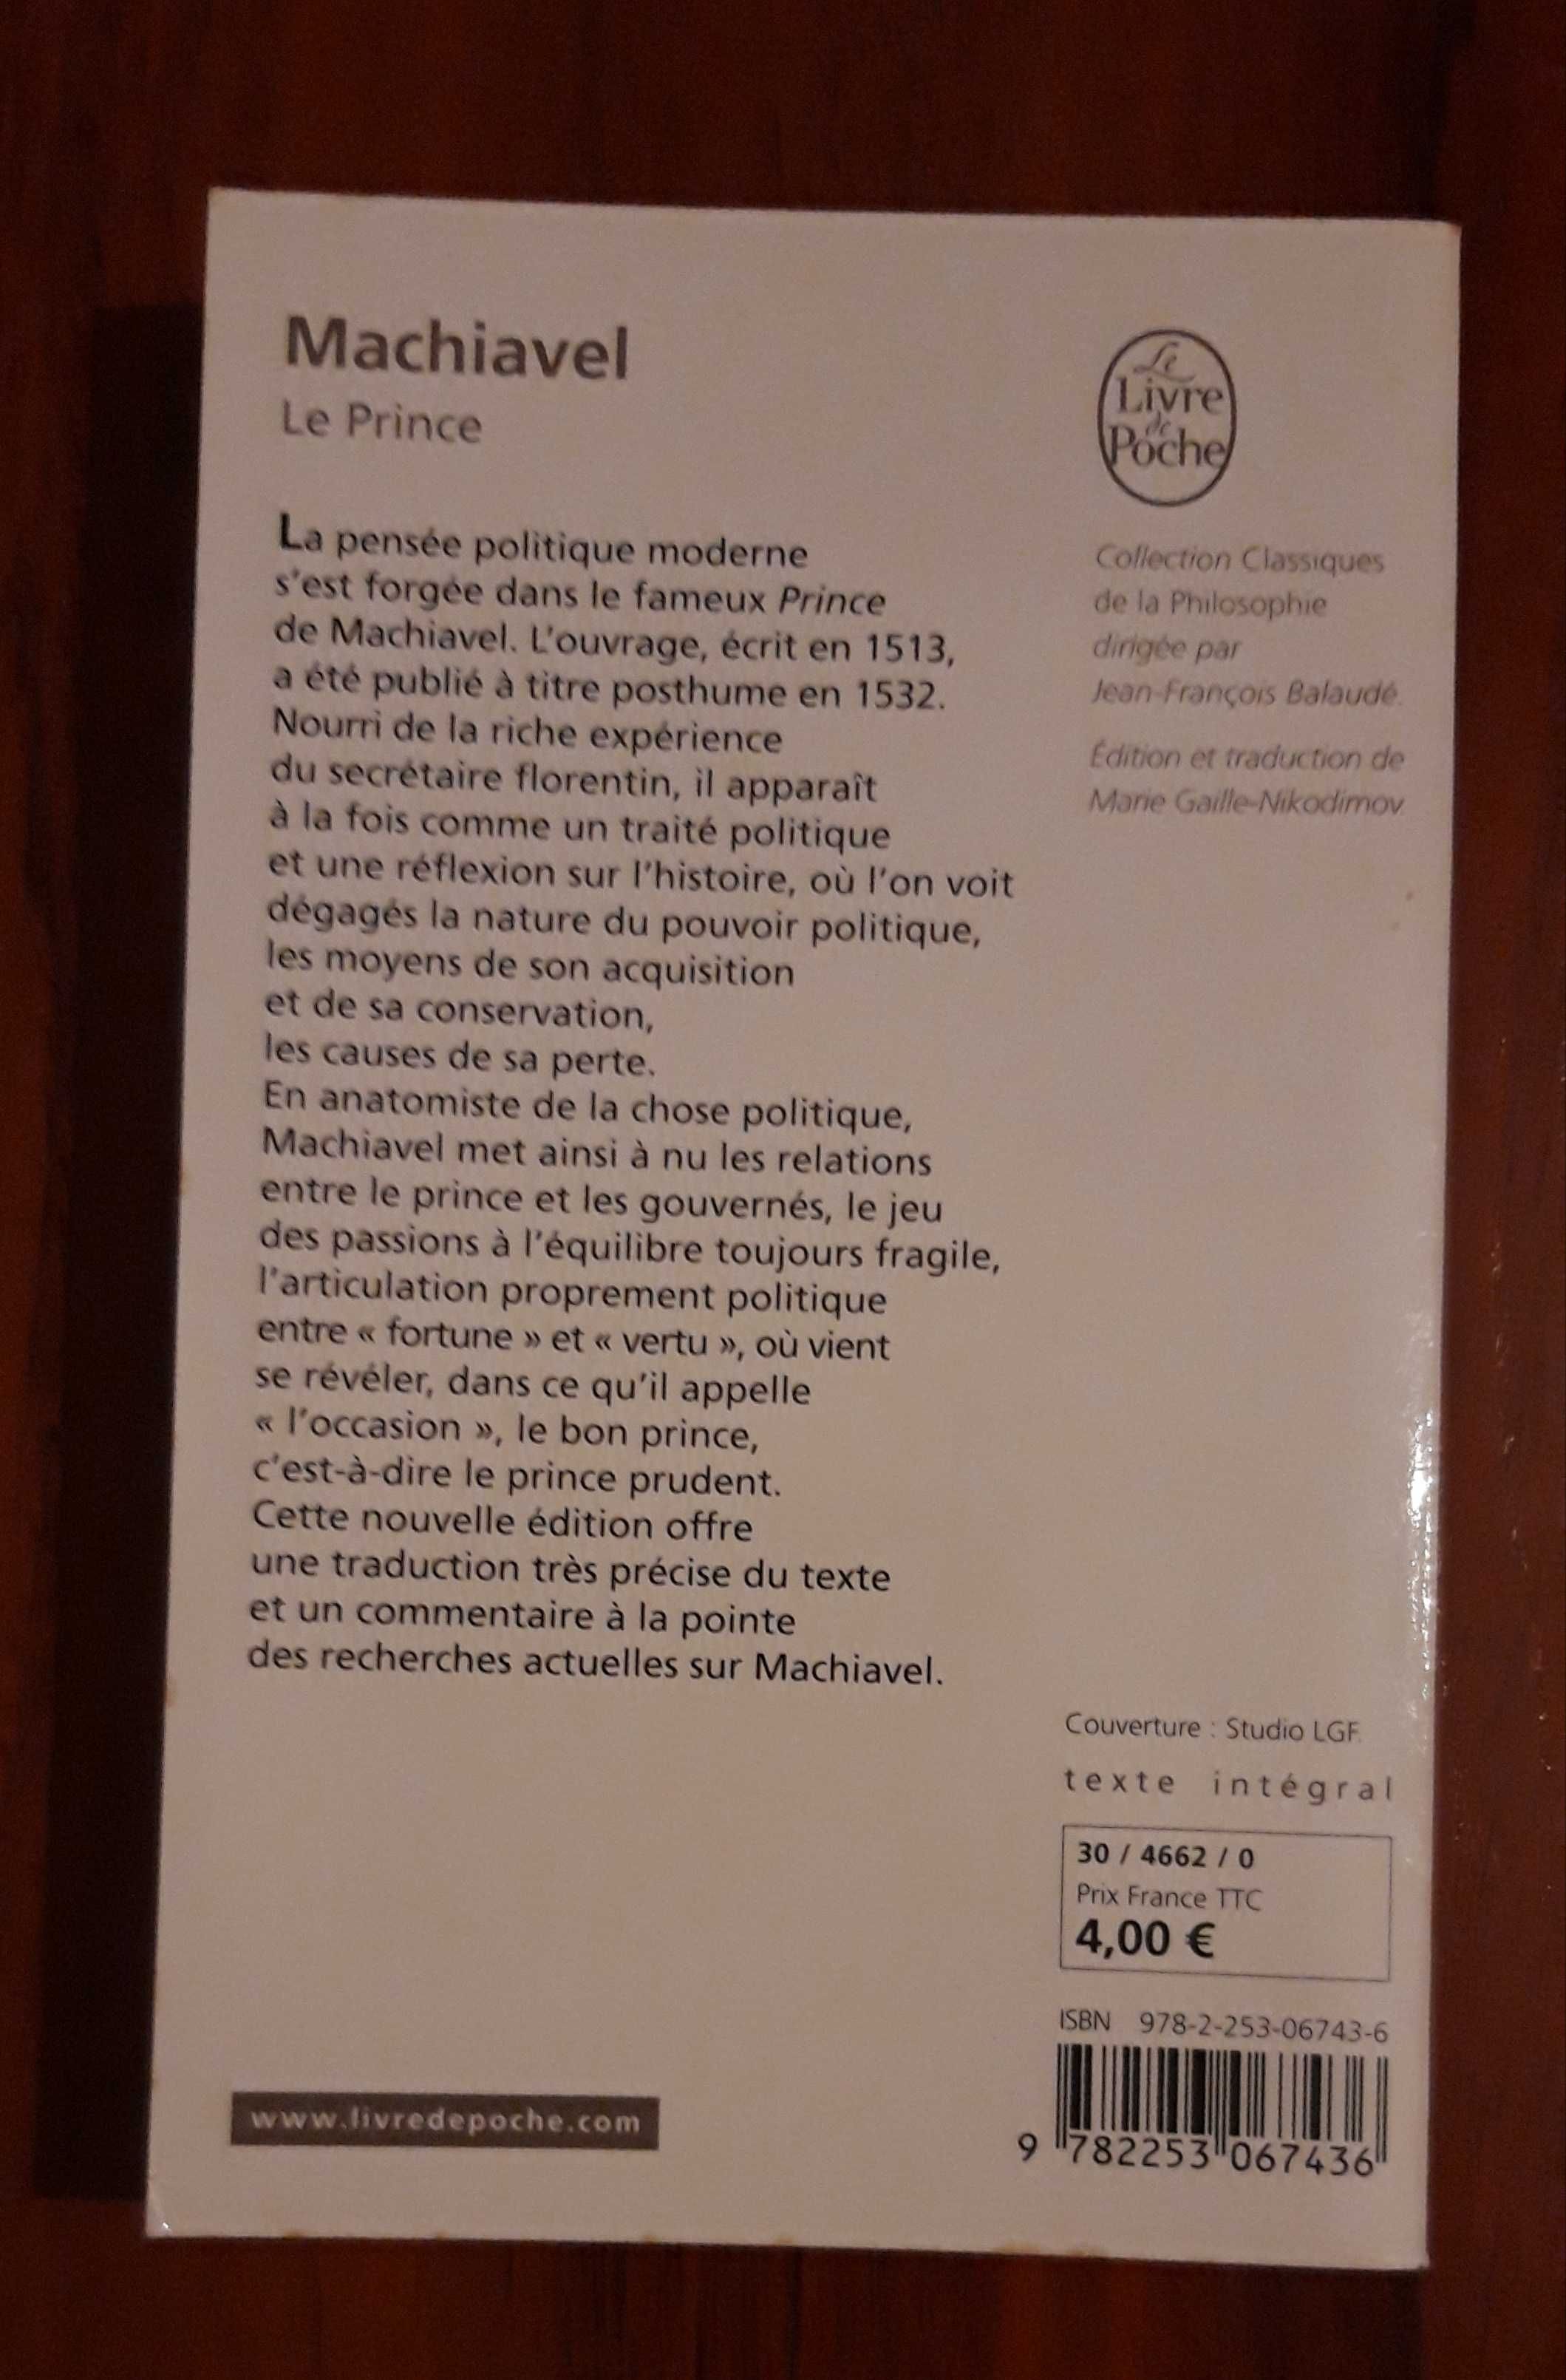 Machiavel
Le Prince
La pensée politique moderne
s'est forgée dans le fameux Prince
de Machiavel. L'ouvrage, écrit en 1513,
a été publié à titre posthume en 1532.
Nourri de la riche expérience
du secrétaire florentin, il apparaît
à la fois comme un traité politique
et une réflexion sur l'histoire, où l'on voit
dégagés la nature du pouvoir politique,
les moyens de son acquisition
et de sa conservation,
les causes de sa perte.
En anatomiste de la chose politique,
Machiavel met ainsi à nu les relations
entre le prince et les gouvernés, le jeu
des passions à l'équilibre toujours fragile,
l'articulation proprement politique
entre « fortune » et « vertu », où vient
se révéler, dans ce qu'il appelle
« l'occasion », le bon prince,
c'est-à-dire le prince prudent.
Cette nouvelle édition offre
une traduction très précise du texte
et un commentaire à la pointe
des recherches actuelles sur Machiavel.
www.livredepoche.com
Le
Livre
de
Poche
Collection Classiques
de la Philosophie
dirigée par
Jean-François Balaudé.
Édition et traduction de
Marie Gaille-Nikodimov.
Couverture : Studio LGF.
texte intégral
30 / 4662 / 0
Prix France TTC
4,00 €
ISBN 978-2-253-06743-6
9 782253 067436